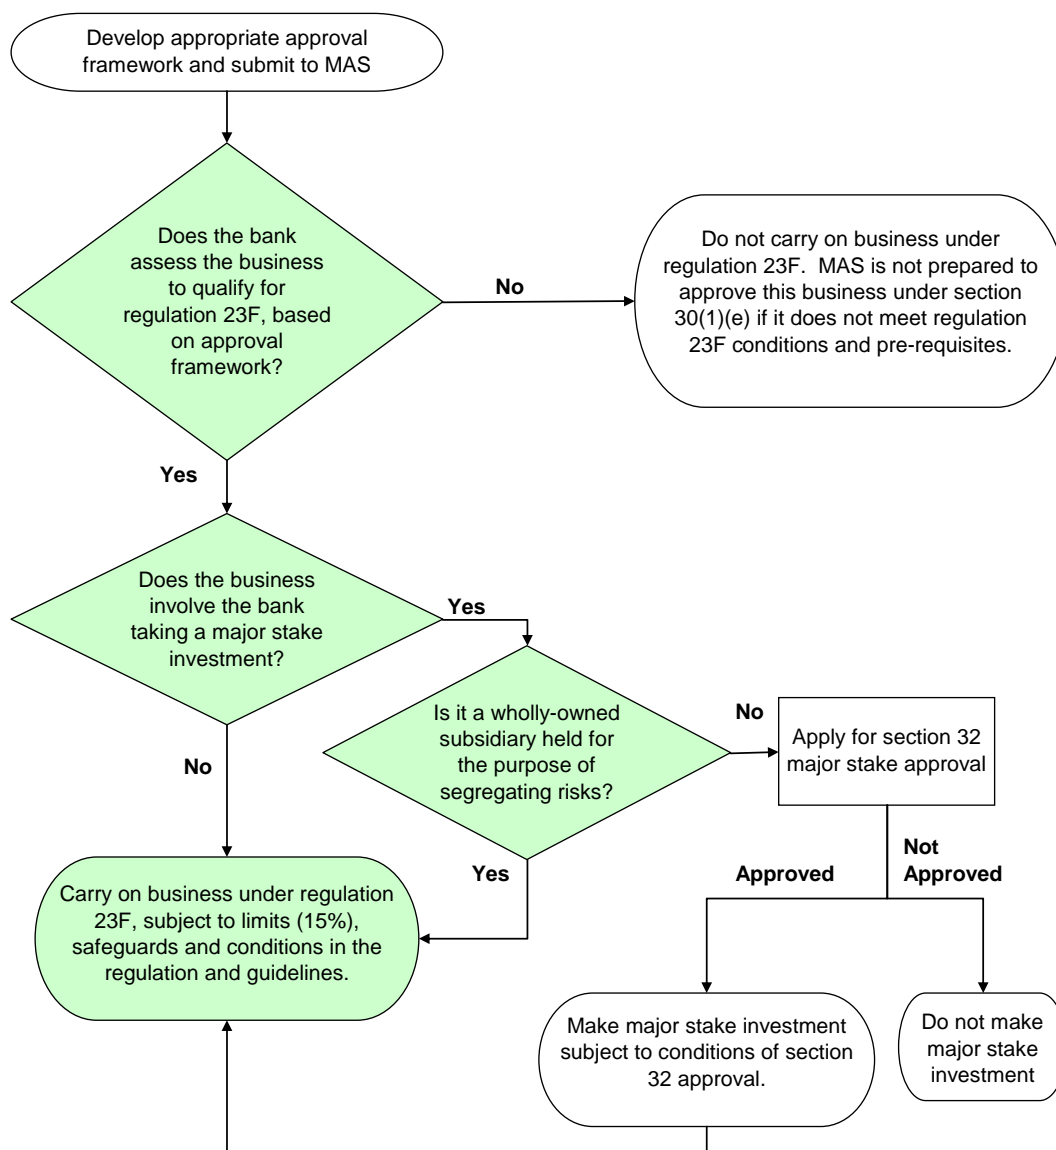 Develop appropriate approval
framework and submit to MAS
Does the bank
assess the business
to qualify for
regulation 23F, based
on approval
framework?
No
Do not carry on business under
regulation 23F.  MAS is not prepared to
approve this business under section
30(1)(e) if it does not meet regulation
23F conditions and pre-requisites.
Yes
Does the business
involve the bank
taking a major stake
investment?
Yes
Is it a wholly-owned
subsidiary held for
the purpose of
segregating risks?
No
Apply for section 32
major stake approval
No
Yes
Approved
Not
Approved
Carry on business under regulation
23F, subject to limits (15%),
safeguards and conditions in the
regulation and guidelines.
Make major stake investment
subject to conditions of section
32 approval.
Do not make
major stake
investment